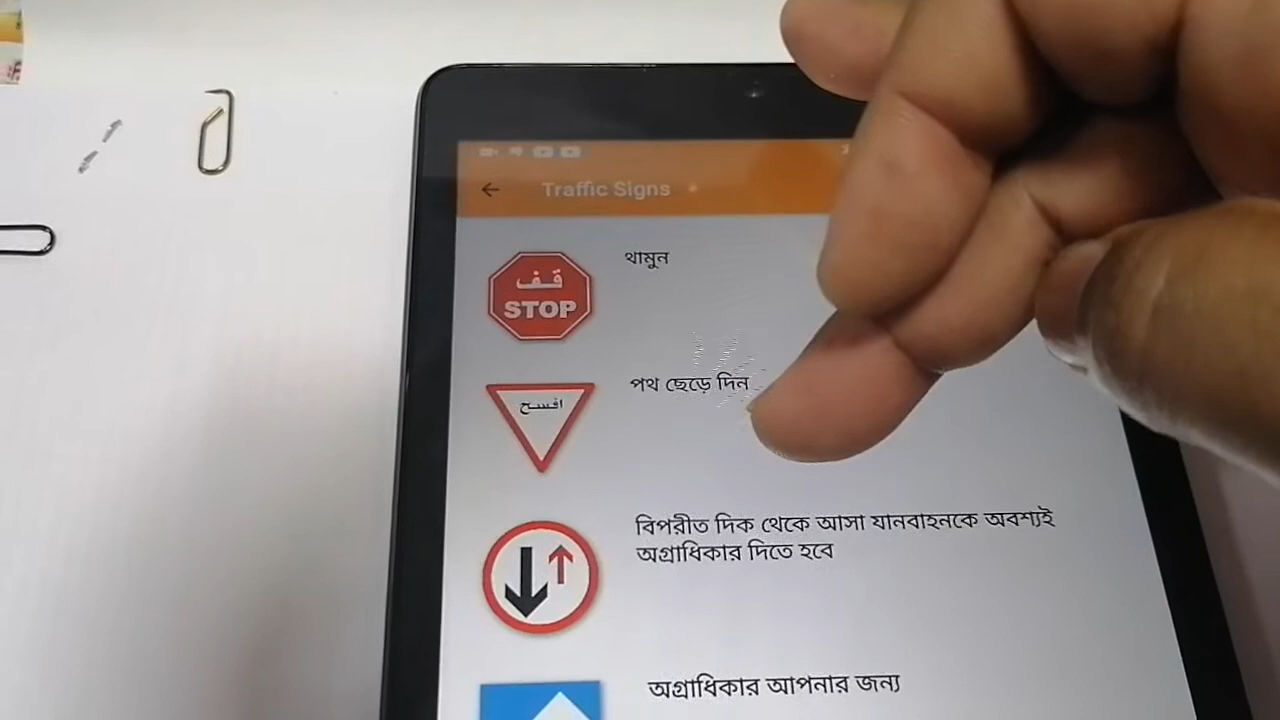 Traffic Signs
قف
STOP
থামুন
افسح
পথ ছেড়ে দিন
বিপরীত দিক থেকে আসা যানবাহনকে অবশ্যই
অগ্রাধিকার দিতে হবে
অগ্রাধিকার আপনার জন্য